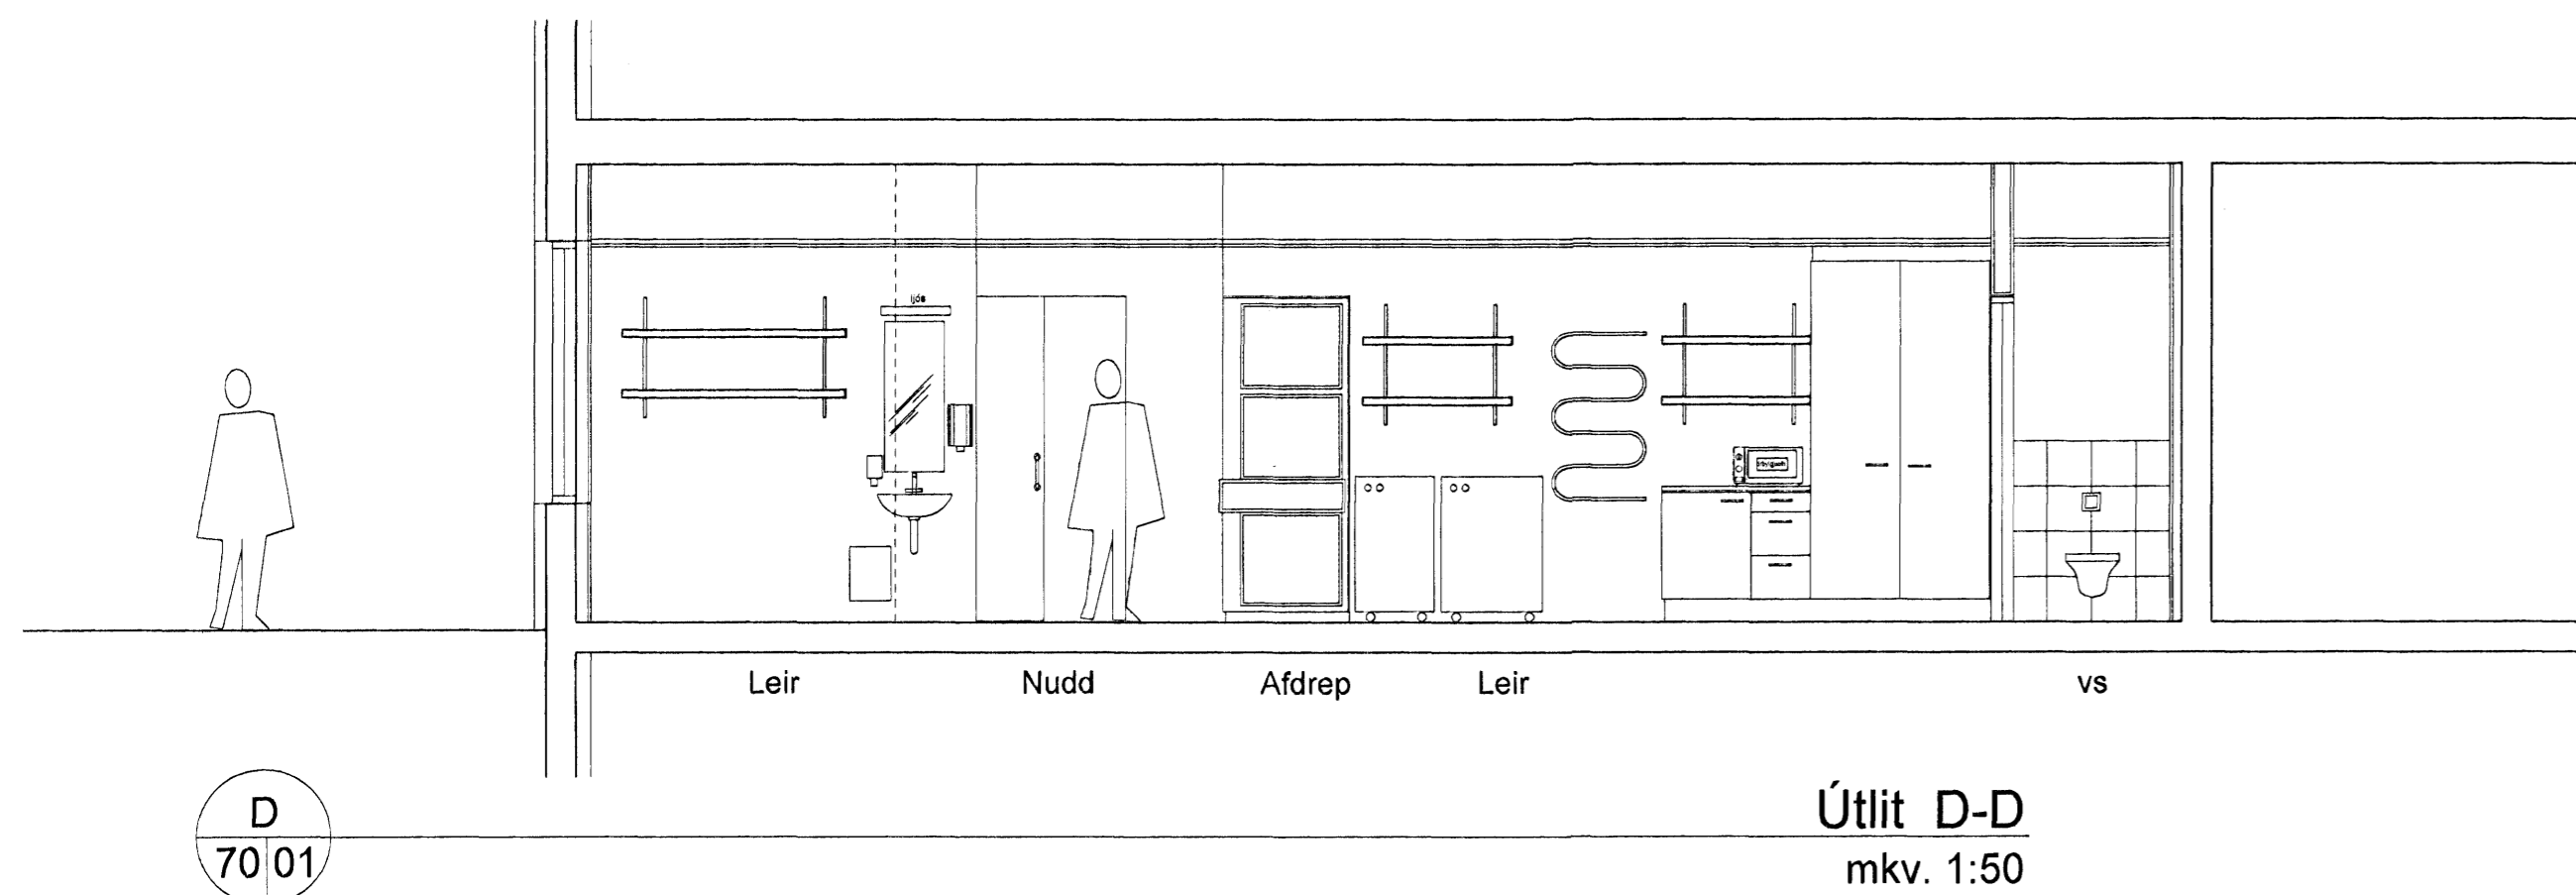 ljós
Leir
Nudd
Afdrep
Leir
vs
D
70 01
Útlit D-D
mkv. 1:50